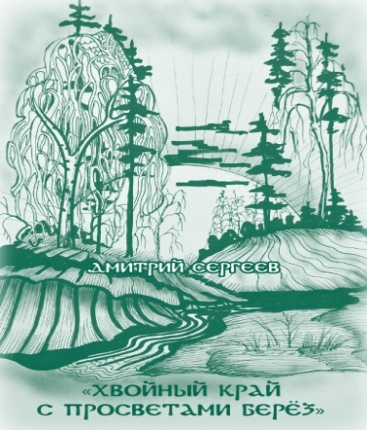 ДМИТРИЙ СЕРГЕЕВ
«ХВОЙНЫЙ КРАЙ
С ПРОСВЕТАМИ БЕРЁЗ»